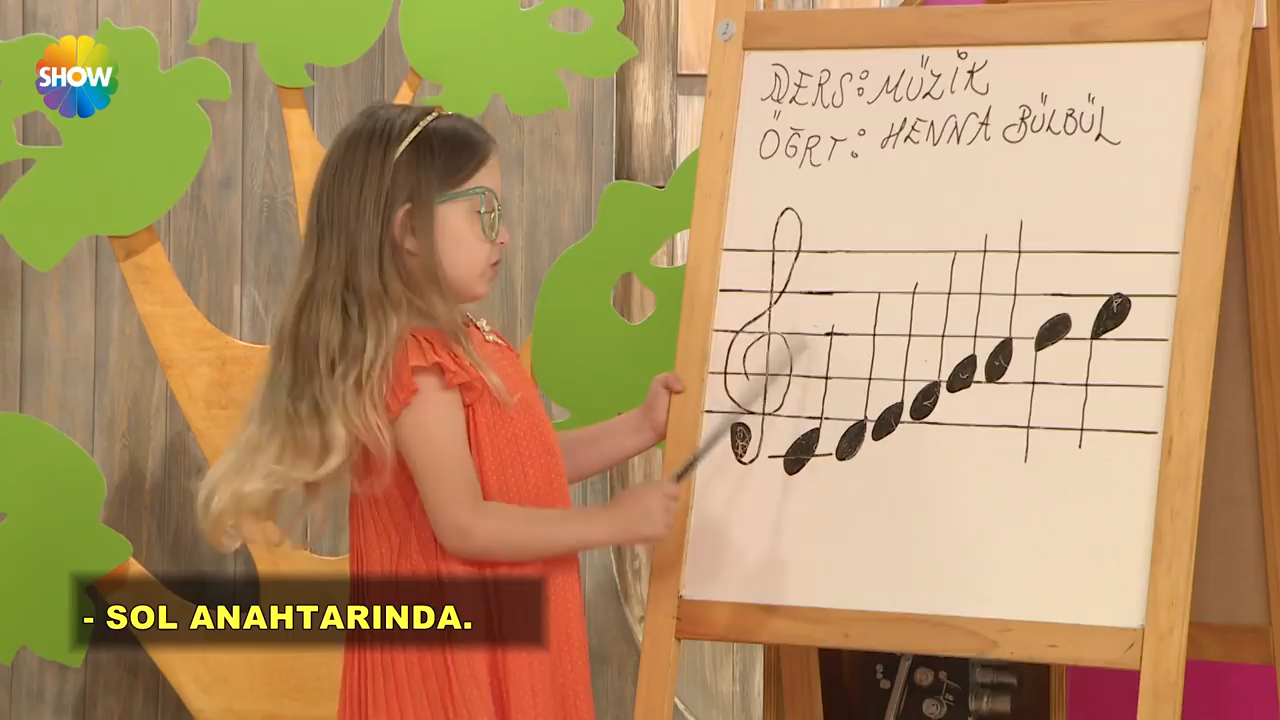 SHOW
DERS: MÜZİK
ÖĞRT: HENNA BÜLBÜL
- SOL ANAHTARINDA.